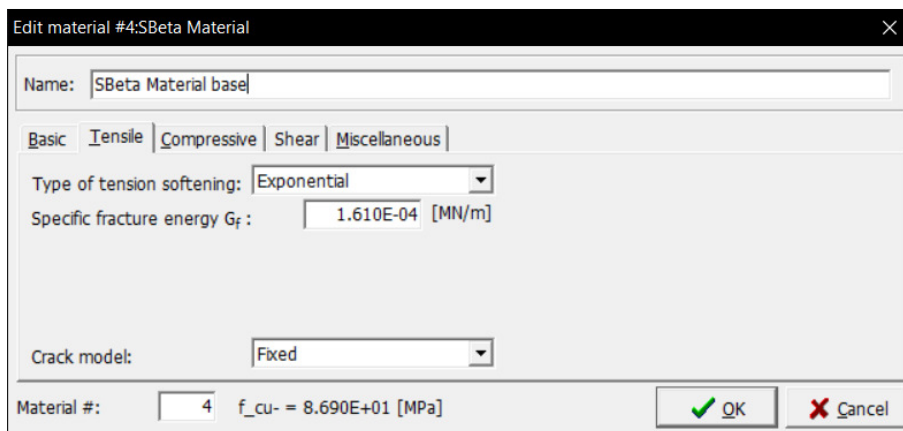 Edit material #4:SBeta Material
Name: SBeta Material base
Basic Tensile Compressive Shear Miscellaneous
Type of tension softening: Exponential
Specific fracture energy Gf : 1.610E-04 [MN/m]
Crack model: Fixed
Material #: 4 f_cu- = 8.690E+01 [MPa] OK Cancel